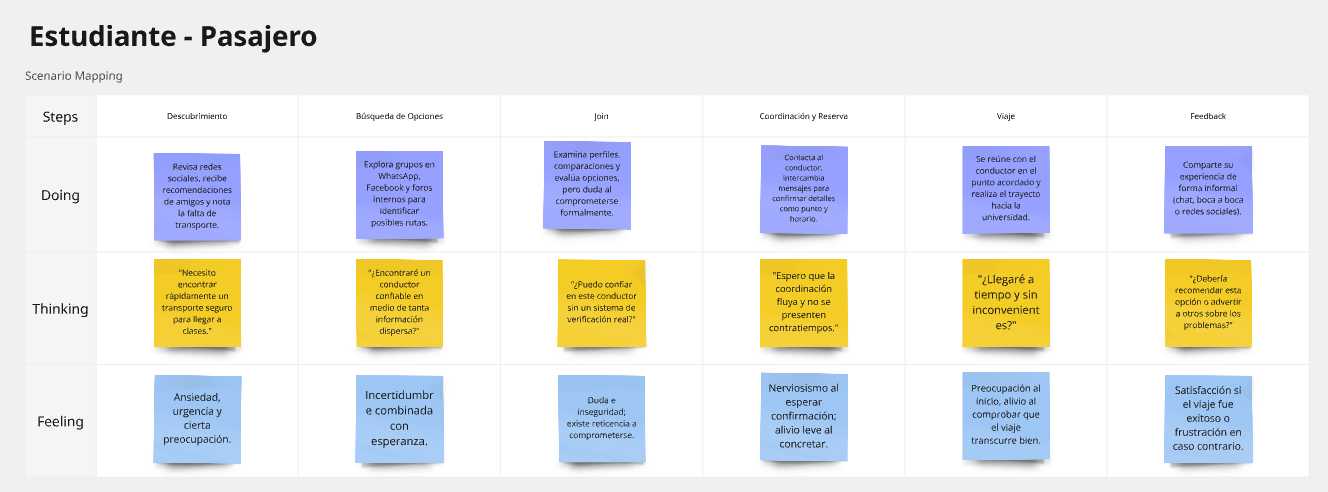 Estudiante - Pasajero
Scenario Mapping
Steps
Descubrimiento
Búsqueda de Opciones
Join
Coordinación y Reserva
Viaje
Feedback
Doing
Revisa redes
sociales, recibe
recomendaciones
de amigos y nota
la falta de
transporte.
Explora grupos en
WhatsApp,
Facebook y foros
internos para
identificar
posibles rutas.
Examina perfiles,
comparaciones y
evalúa opciones,
pero duda al
comprometerse
formalmente.
Contacta al
conductor,
intercambia
mensajes para
confirmar detalles
como punto y
horario.
Se reúne con el
conductor en el
punto acordado y
realiza el trayecto
hacia la
universidad.
Comparte su
experiencia de
forma informal
(chat, boca a boca
o redes sociales).
Thinking
"Necesito
encontrar
rápidamente un
transporte seguro
para llegar a
clases."
"¿Encontraré un
conductor
confiable en
medio de tanta
información
dispersa?"
"¿Puedo confiar
en este conductor
sin un sistema de
verificación real?"
"Espero que la
coordinación
fluya y no se
presenten
contratiempos."
"¿Llegaré a
tiempo y sin
inconvenient
es?"
"¿Debería
recomendar esta
opción o advertir
a otros sobre los
problemas?"
Feeling
Ansiedad,
urgencia y
cierta
preocupación.
Incertidumbr
e combinada
con
esperanza.
Duda e
inseguridad;
existe reticencia a
comprometerse.
Nerviosismo al
esperar
confirmación;
alivio leve al
concretar.
Preocupación al
inicio, alivio al
comprobar que
el viaje
transcurre bien.
Satisfacción si
el viaje fue
exitoso o
frustración en
caso contrario.